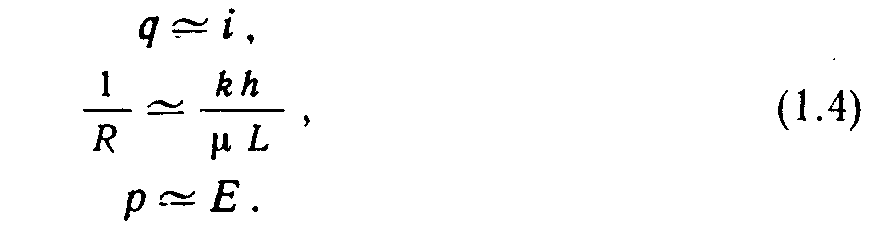 q ≃ i ,
1/R ≃ kh/μ L , (1.4)
p ≃ E .